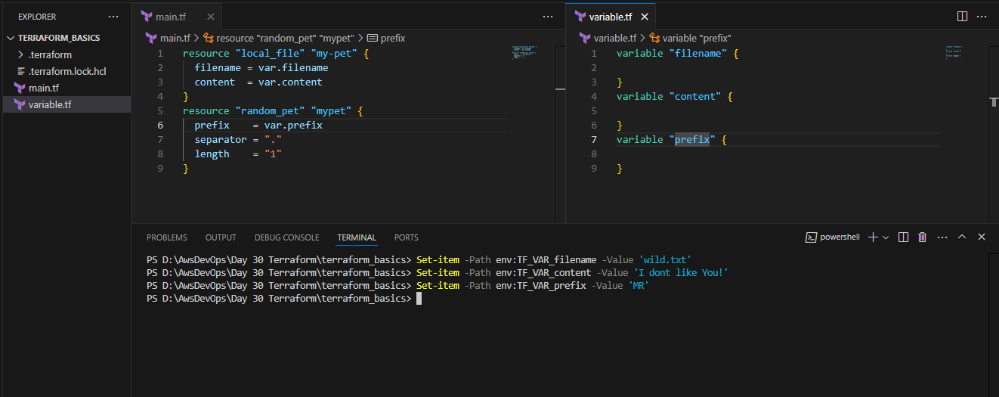 EXPLORER ...
TERRAFORM_BASICS
.terraform
.terraform.lock.hcl
main.tf
variable.tf
main.tf
main.tf > resource "random_pet" "mypet" > prefix
1 resource "local_file" "my-pet" {
2   filename = var.filename
3   content  = var.content
4 }
5 resource "random_pet" "mypet" {
6   prefix    = var.prefix
7   separator = "."
8   length    = "1"
9 }
variable.tf
variable.tf > variable "prefix"
1 variable "filename" {
2
3 }
4 variable "content" {
5
6 }
7 variable "prefix" {
8
9 }
PROBLEMS OUTPUT DEBUG CONSOLE TERMINAL PORTS powershell
PS D:\AwsDevOps\Day 30 Terraform\terraform_basics> Set-item -Path env:TF_VAR_filename -Value 'wild.txt'
PS D:\AwsDevOps\Day 30 Terraform\terraform_basics> Set-item -Path env:TF_VAR_content -Value 'I dont like You!'
PS D:\AwsDevOps\Day 30 Terraform\terraform_basics> Set-item -Path env:TF_VAR_prefix -Value 'MR'
PS D:\AwsDevOps\Day 30 Terraform\terraform_basics>